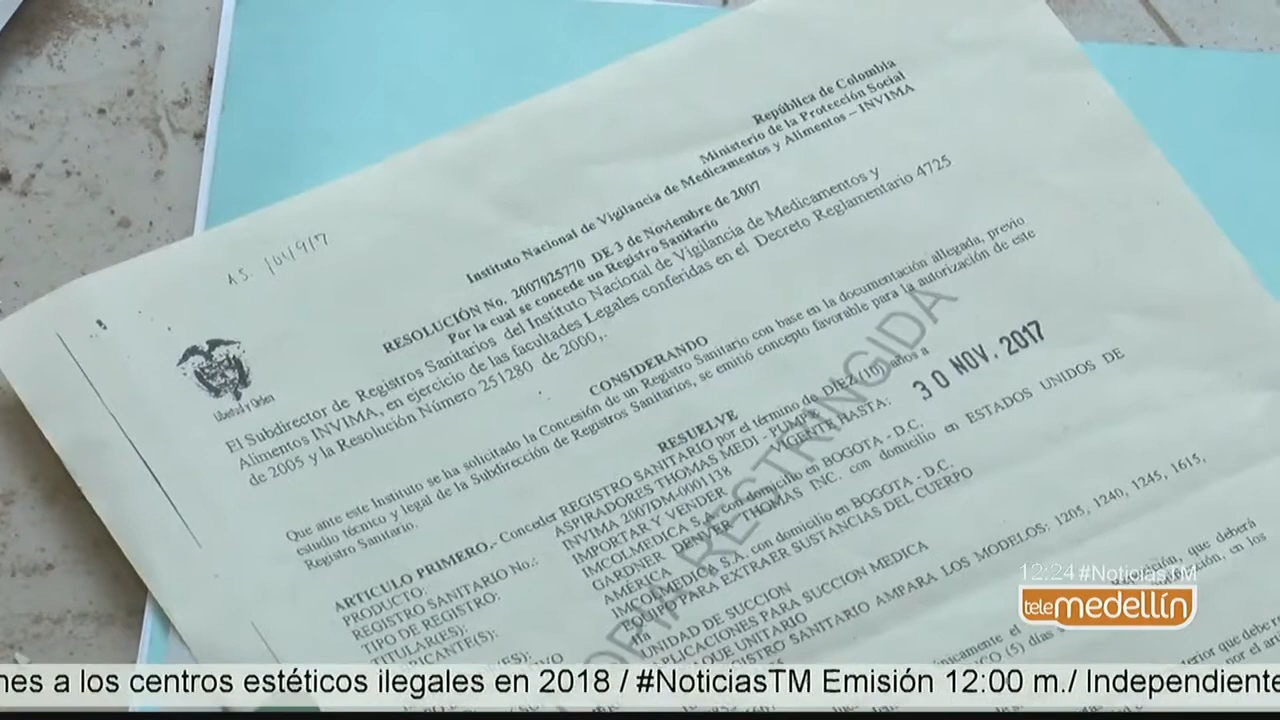 República de Colombia
Ministerio de la Protección Social
Instituto Nacional de Vigilancia de Medicamentos y Alimentos – INVIMA
RESOLUCIÓN No. 2007025770 DE 3 de Noviembre de 2007
Por la cual se concede un Registro Sanitario
El Subdirector de Registros Sanitarios del Instituto Nacional de Vigilancia de Medicamentos y
Alimentos INVIMA, en ejercicio de las facultades Legales conferidas en el Decreto Reglamentario 4725
de 2005 y la Resolución Número 251280 de 2000,.
Libertad y Orden
CONSIDERANDO
Que ante este Instituto se ha solicitado la Concesión de un Registro Sanitario con base en la documentación allegada, previo
estudio técnico y legal de la Subdirección de Registros Sanitarios, se emitió concepto favorable para la autorización de este
Registro Sanitario.
RESUELVE
ARTICULO PRIMERO.- Conceder REGISTRO SANITARIO por el término de DIEZ (10) años a
PRODUCTO: ASPIRADORES THOMAS MEDI - PUMP
REGISTRO SANITARIO No.: INVIMA 2007DM-0001138 VIGENTE HASTA: 30 NOV. 2017
TIPO DE REGISTRO: IMPORTAR Y VENDER
TITULAR(ES): IMCOLMEDICA S.A. con domicilio en BOGOTA - D.C.
GARDNER DENVER THOMAS INC. con domicilio en ESTADOS UNIDOS DE
AMERICA
IMCOLMEDICA S.A. con domicilio en BOGOTA - D.C.
EQUIPO PARA EXTRAER SUSTANCIAS DEL CUERPO
UNIDAD DE SUCCION
PARA SUCCION MEDICA
UNITARIO
SANITARIO AMPARA LOS MODELOS: 1205, 1240, 1245, 1615,
que deberá
en los
(5) días
debe
RESTRINGIDA
12:24 #NoticiasTM
telemedellín
nes a los centros estéticos ilegales en 2018 / #NoticiasTM Emisión 12:00 m./ Independiente